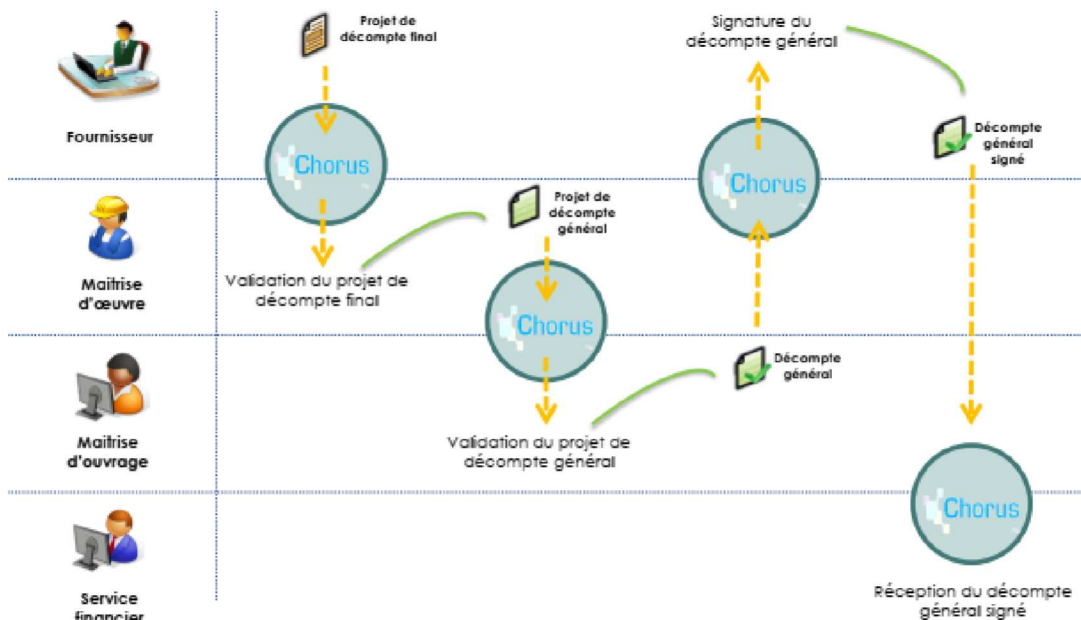 Projet de
décompte final
Signature du
décompte général
Fournisseur
Chorus
Décompte
général
signé
Chorus
Projet de
décompte
général
Maitrise
d'œuvre
Validation du projet de
décompte final
Chorus
Décompte
général
Maitrise
d'ouvrage
Validation du projet de
décompte général
Chorus
Service
financier
Réception du décompte
général signé